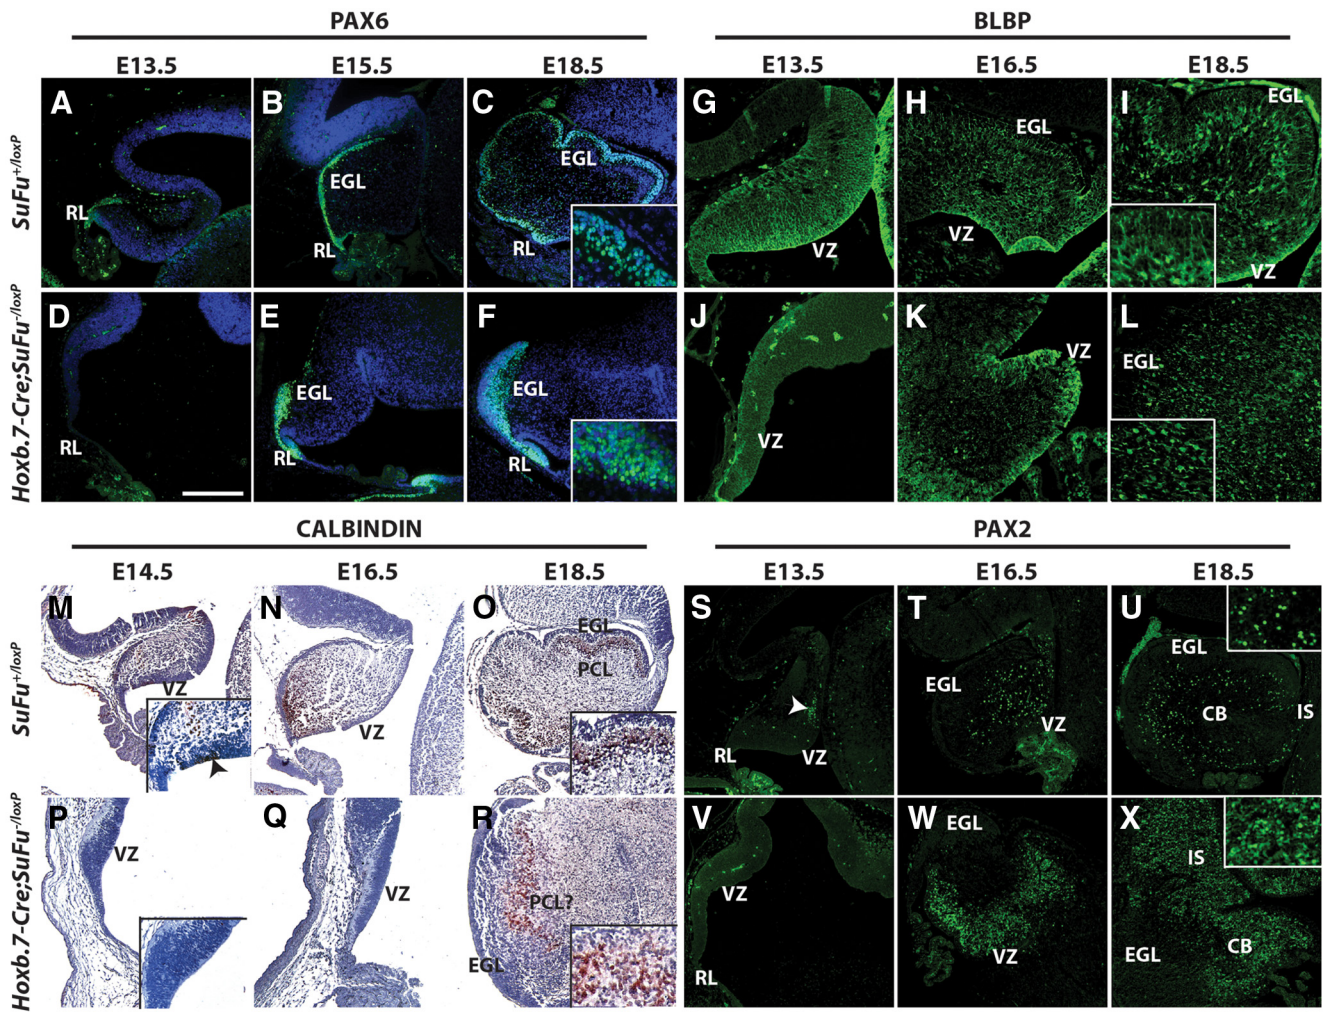 PAX6
BLBP
E13.5 E15.5 E18.5 E13.5 E16.5 E18.5
SuFu+/loxP
A RL
B EGL RL
C EGL RL
G VZ
H EGL VZ
I EGL VZ
Hoxb.7-Cre;SuFu-/loxP
D RL
E EGL RL
F EGL RL
J VZ
K VZ
L EGL
CALBINDIN
PAX2
E14.5 E16.5 E18.5 E13.5 E16.5 E18.5
SuFu+/loxP
M VZ
N VZ
O EGL PCL
S RL VZ
T EGL VZ
U EGL CB IS
Hoxb.7-Cre;SuFu-/loxP
P VZ
Q VZ
R PCL? EGL
V VZ RL
W EGL VZ
X IS EGL CB